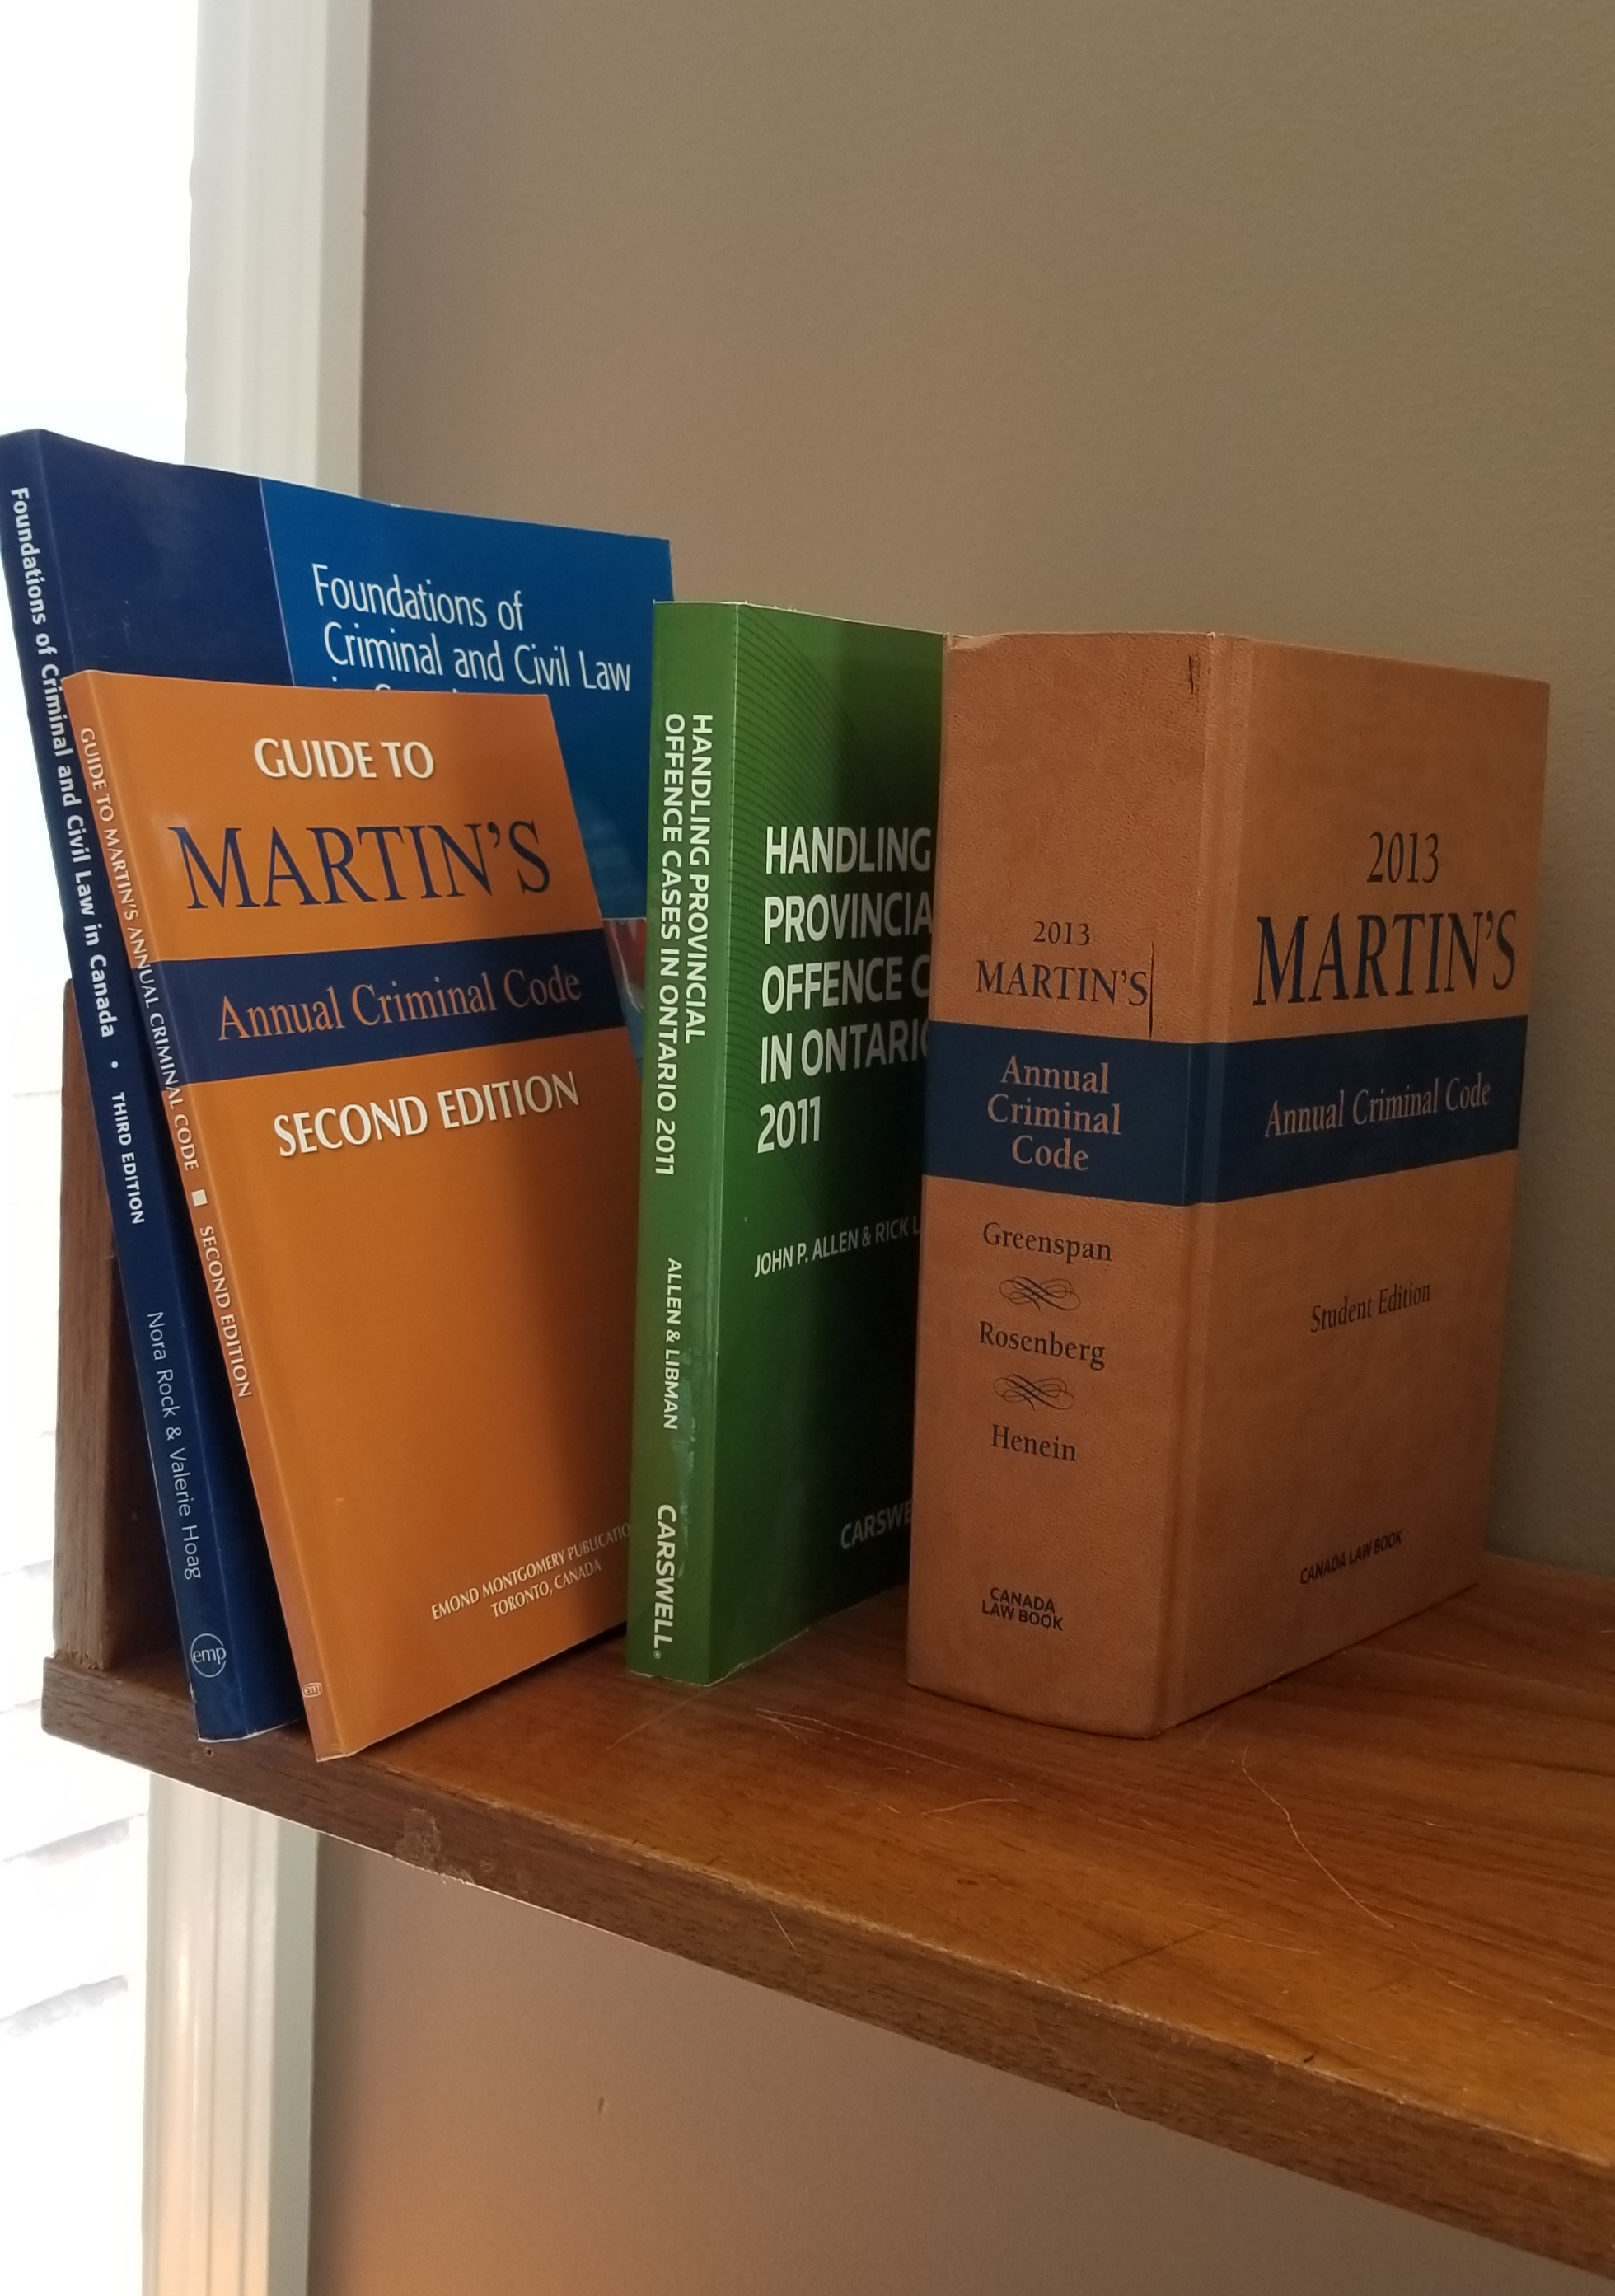 Foundations of Criminal and Civil Law in Canada • THIRD EDITION
Nora Rock & Valerie Hoag
emp
Foundations of
Criminal and Civil Law
GUIDE TO MARTIN'S ANNUAL CRIMINAL CODE ■ SECOND EDITION
GUIDE TO
MARTIN'S
Annual Criminal Code
SECOND EDITION
EMOND MONTGOMERY PUBLICATIO
TORONTO, CANADA
HANDLING PROVINCIAL
OFFENCE CASES IN ONTARIO 2011
ALLEN & LIBMAN
CARSWELL®
HANDLING
PROVINCIA
OFFENCE C
IN ONTARIO
2011
JOHN P. ALLEN & RICK L
CARSWE
2013
MARTIN'S
Annual
Criminal
Code
Greenspan
Rosenberg
Henein
CANADA
LAW BOOK
2013
MARTIN'S
Annual Criminal Code
Student Edition
CANADA LAW BOOK